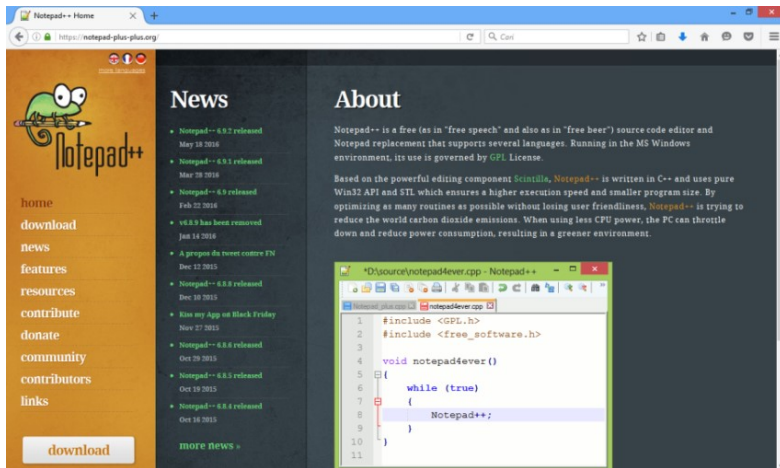 Notepad++ Home
https://notepad-plus-plus.org/
Cari
more languages
Notepad++
home
download
news
features
resources
contribute
donate
community
contributors
links
download
News
Notepad++ 6.9.2 released
May 18 2016
Notepad++ 6.9.1 released
Mar 28 2016
Notepad++ 6.9 released
Feb 22 2016
v6.8.9 has been removed
Jan 14 2016
A propos du tweet contre FN
Dec 12 2015
Notepad++ 6.8.8 released
Dec 10 2015
Kiss my App on Black Friday
Nov 27 2015
Notepad++ 6.8.6 released
Oct 29 2015
Notepad++ 6.8.5 released
Oct 19 2015
Notepad++ 6.8.4 released
Oct 16 2015
more news »
About
Notepad++ is a free (as in "free speech" and also as in "free beer") source code editor and
Notepad replacement that supports several languages. Running in the MS Windows
environment, its use is governed by GPL License.
Based on the powerful editing component Scintilla, Notepad++ is written in C++ and uses pure
Win32 API and STL which ensures a higher execution speed and smaller program size. By
optimizing as many routines as possible without losing user friendliness, Notepad++ is trying to
reduce the world carbon dioxide emissions. When using less CPU power, the PC can throttle
down and reduce power consumption, resulting in a greener environment.
*D:\source\notepad4ever.cpp - Notepad++
Notepad_plus.cpp notepad4ever.cpp
1 #include <GPL.h>
2 #include <free_software.h>
3
4 void notepad4ever()
5 {
6 while (true)
7 {
8 Notepad++;
9 }
10 }
11